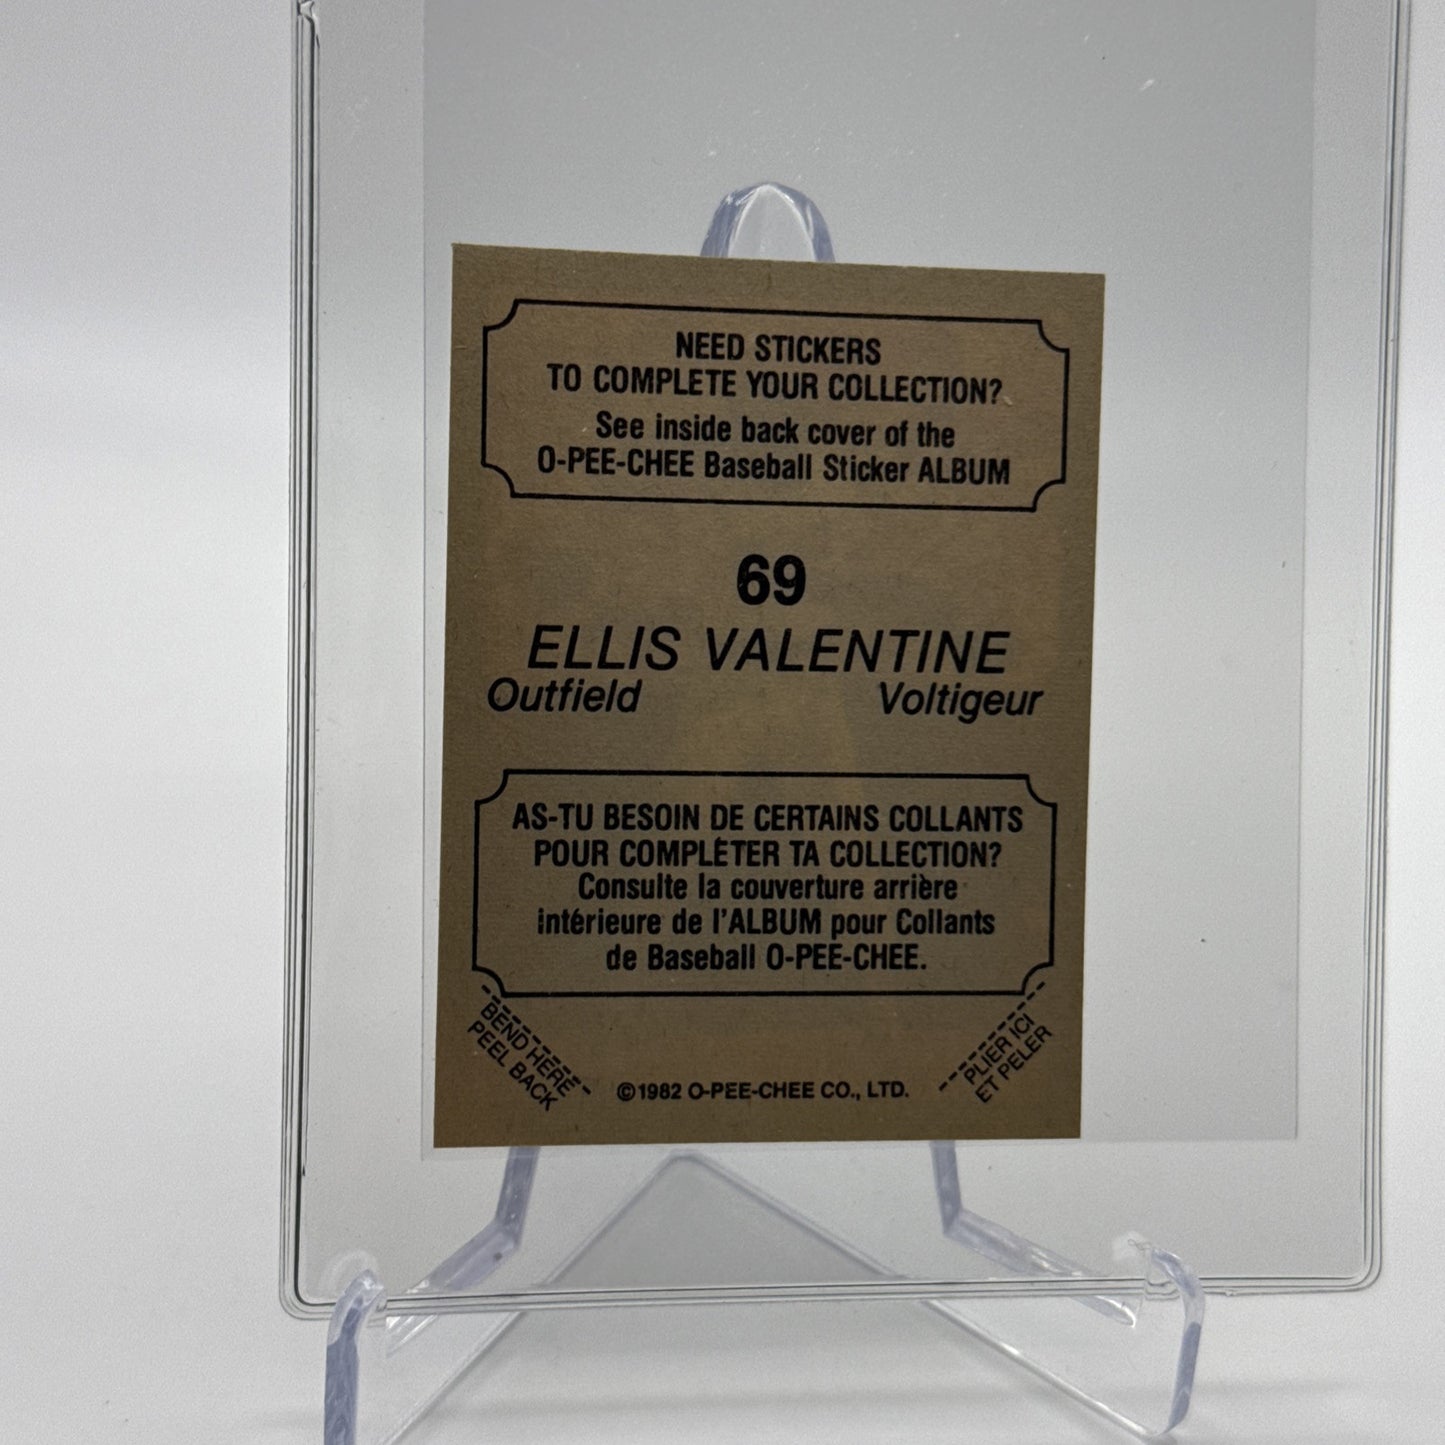 NEED STICKERS
TO COMPLETE YOUR COLLECTION?
See inside back cover of the
O-PEE-CHEE Baseball Sticker ALBUM
69
ELLIS VALENTINE
Outfield Voltigeur
AS-TU BESOIN DE CERTAINS COLLANTS
POUR COMPLÉTER TA COLLECTION?
Consulte la couverture arrière
intérieure de l'ALBUM pour Collants
de Baseball O-PEE-CHEE.
BEND HERE
PEEL BACK
©1982 O-PEE-CHEE CO., LTD.
PLIER ICI
ET PELER